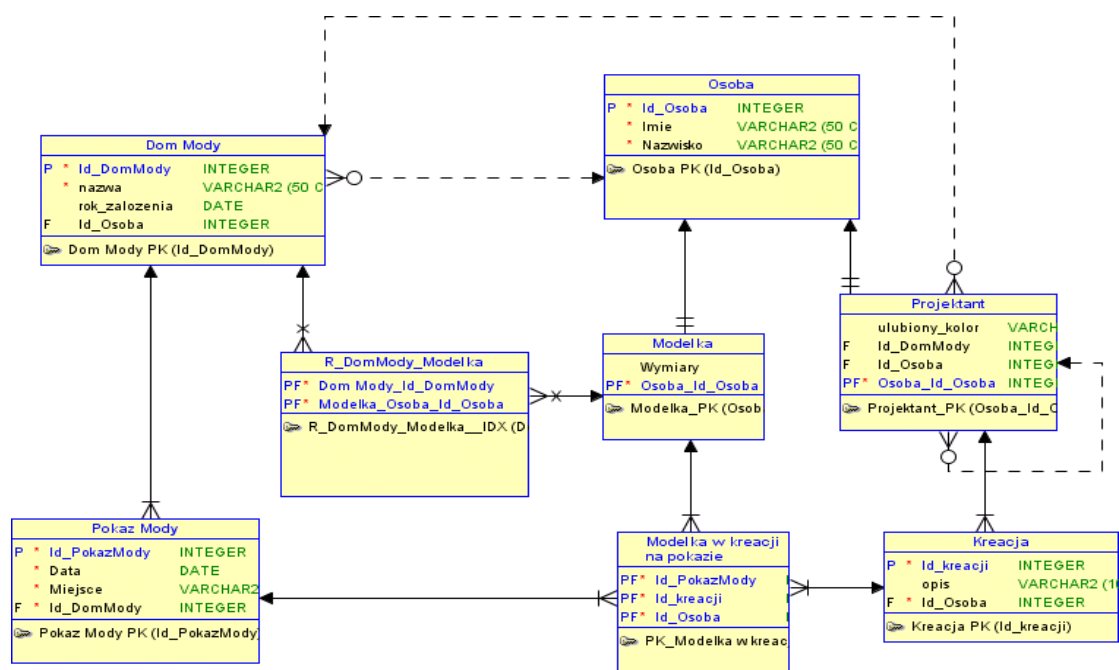 Osoba
P * Id_Osoba INTEGER
* Imie VARCHAR2 (50 C
* Nazwisko VARCHAR2 (50 C
Osoba PK (Id_Osoba)
Dom Mody
P * Id_DomMody INTEGER
* nazwa VARCHAR2 (50 C
rok_zalozenia DATE
F Id_Osoba INTEGER
Dom Mody PK (Id_DomMody)
Projektant
ulubiony_kolor VARCH
F Id_DomMody INTEG
F Id_Osoba INTEG
PF* Osoba_Id_Osoba INTEG
Projektant_PK (Osoba_Id_O
Modelka
Wymiary
PF* Osoba_Id_Osoba
Modelka_PK (Osob
R_DomMody_Modelka
PF* Dom Mody_Id_DomMody
PF* Modelka_Osoba_Id_Osoba
R_DomMody_Modelka__IDX (D
Pokaz Mody
P * Id_PokazMody INTEGER
* Data DATE
* Miejsce VARCHAR2
F * Id_DomMody INTEGER
Pokaz Mody PK (Id_PokazMody)
Modelka w kreacji
na pokazie
PF* Id_PokazMody I
PF* Id_kreacji I
PF* Id_Osoba I
PK_Modelka w kreac
Kreacja
P * Id_kreacji INTEGER
opis VARCHAR2 (10
F * Id_Osoba INTEGER
Kreacja PK (Id_kreacji)